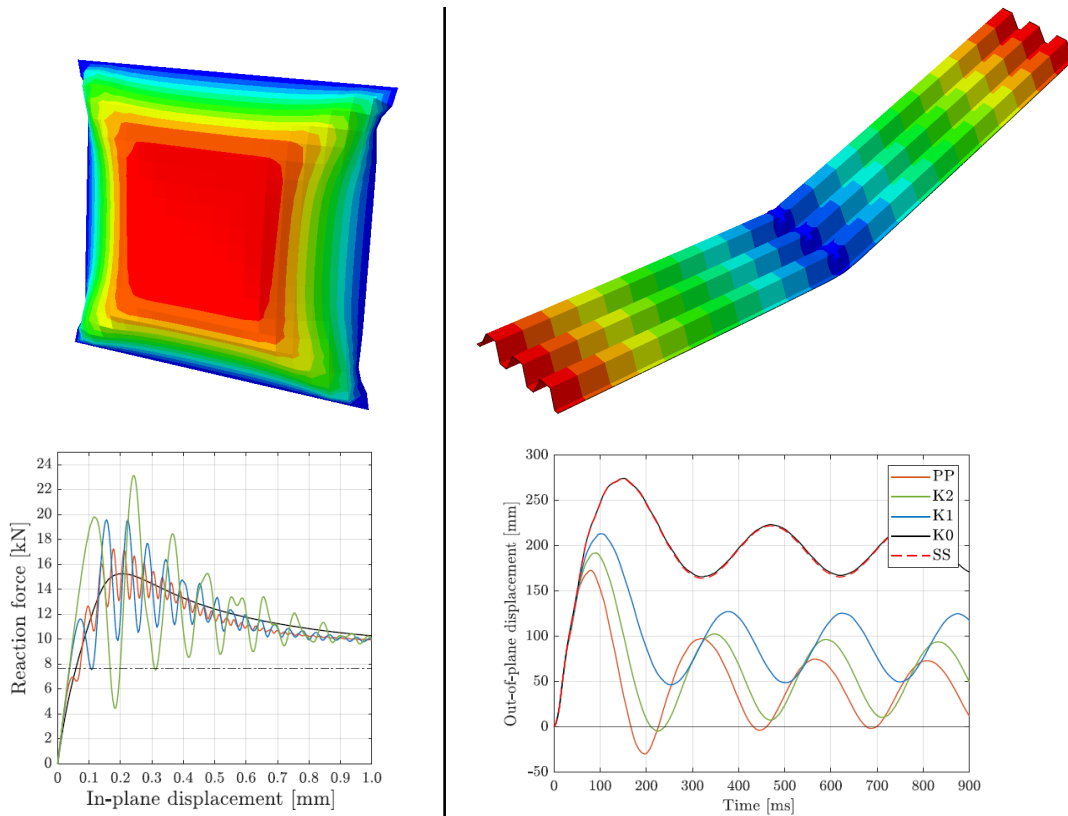 24
22
20
18
16
14
12
10
8
6
4
2
0
Reaction force [kN]
0 0.1 0.2 0.3 0.4 0.5 0.6 0.7 0.8 0.9 1.0
In-plane displacement [mm]
300
250
200
150
100
50
0
-50
Out-of-plane displacement [mm]
PP
K2
K1
K0
SS
0 100 200 300 400 500 600 700 800 900
Time [ms]